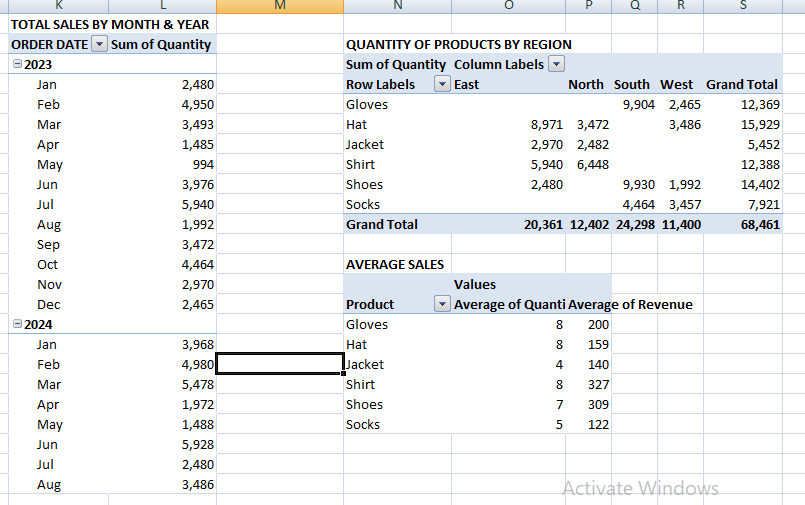 K L M N O P Q R S
TOTAL SALES BY MONTH & YEAR
ORDER DATE Sum of Quantity
2023
Jan 2,480
Feb 4,950
Mar 3,493
Apr 1,485
May 994
Jun 3,976
Jul 5,940
Aug 1,992
Sep 3,472
Oct 4,464
Nov 2,970
Dec 2,465
2024
Jan 3,968
Feb 4,980
Mar 5,478
Apr 1,972
May 1,488
Jun 5,928
Jul 2,480
Aug 3,486
QUANTITY OF PRODUCTS BY REGION
Sum of Quantity Column Labels
Row Labels East North South West Grand Total
Gloves 9,904 2,465 12,369
Hat 8,971 3,472 3,486 15,929
Jacket 2,970 2,482 5,452
Shirt 5,940 6,448 12,388
Shoes 2,480 9,930 1,992 14,402
Socks 4,464 3,457 7,921
Grand Total 20,361 12,402 24,298 11,400 68,461
AVERAGE SALES
Values
Product Average of Quanti Average of Revenue
Gloves 8 200
Hat 8 159
Jacket 4 140
Shirt 8 327
Shoes 7 309
Socks 5 122
Activate Windows